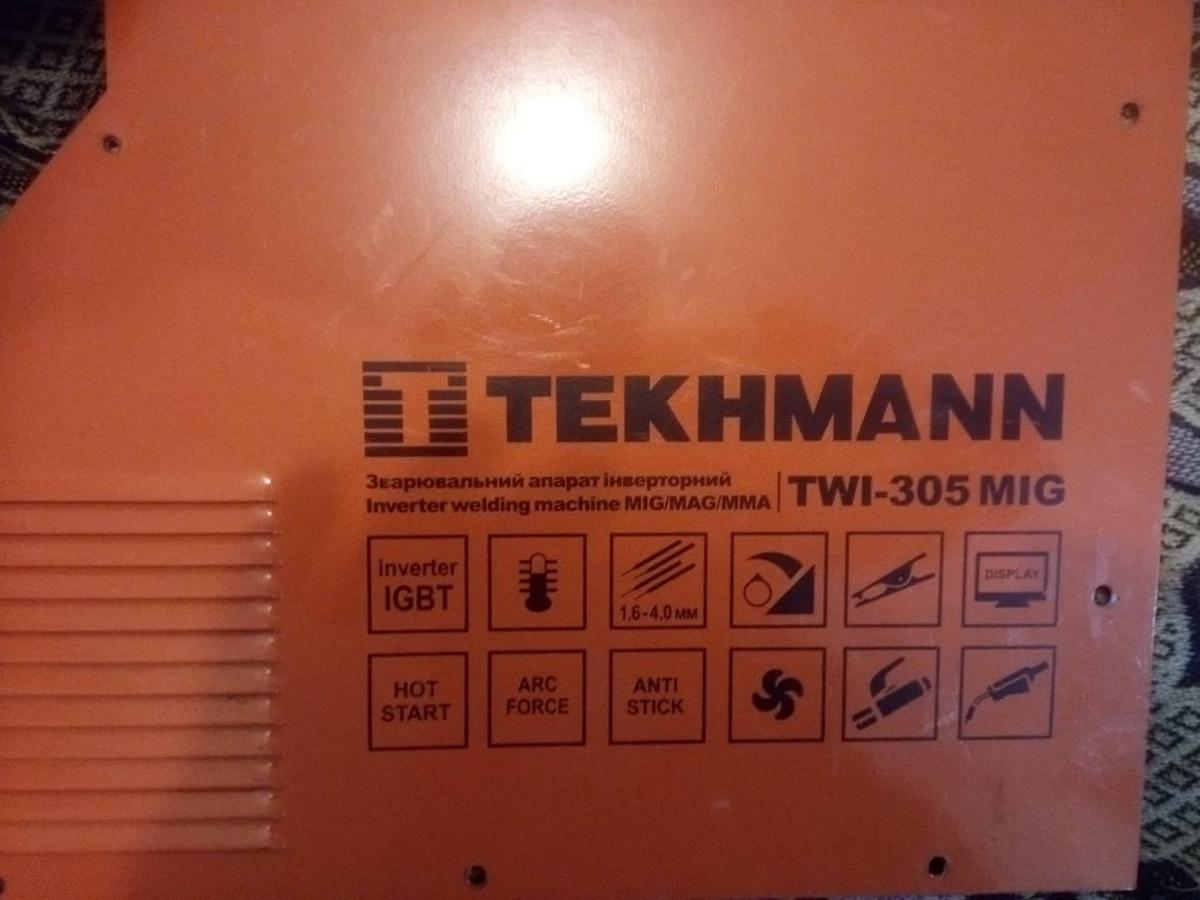 TEKHMANN
Зварювальний апарат інверторний
Inverter welding machine MIG/MAG/MMA
TWI-305 MIG
inverter
IGBT
1,6-4,0 мм
DISPLAY
HOT
START
ARC
FORCE
ANTI
STICK